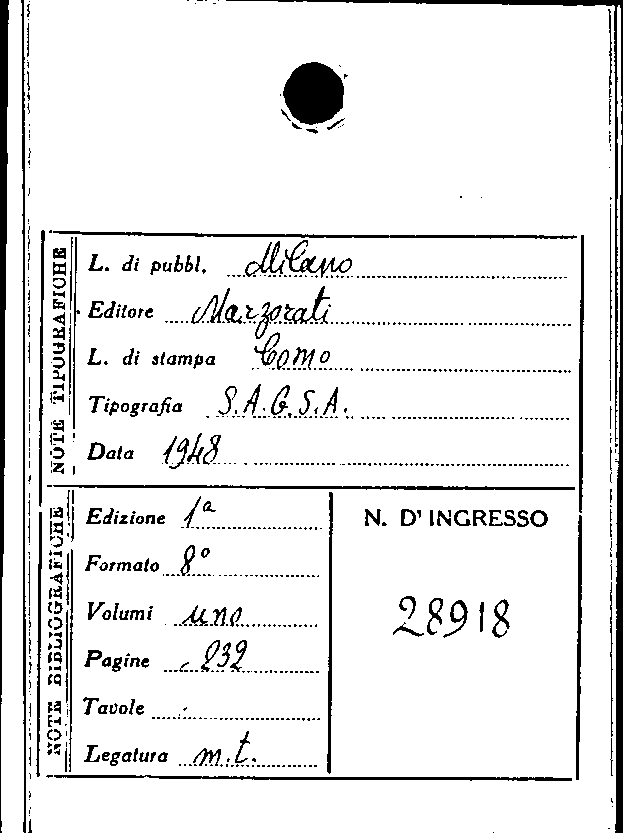 NOTE TIPOGRAFICHE
L. di pubbl. Milano
Editore Marzorati
L. di stampa Como
Tipografia S.A.G.S.A.
Data 1948
NOTE BIBLIOGRAFICHE
Edizione 1ª
Formato 8º
Volumi uno
Pagine 232
Tavole
Legatura m.t.
N. D'INGRESSO
28918